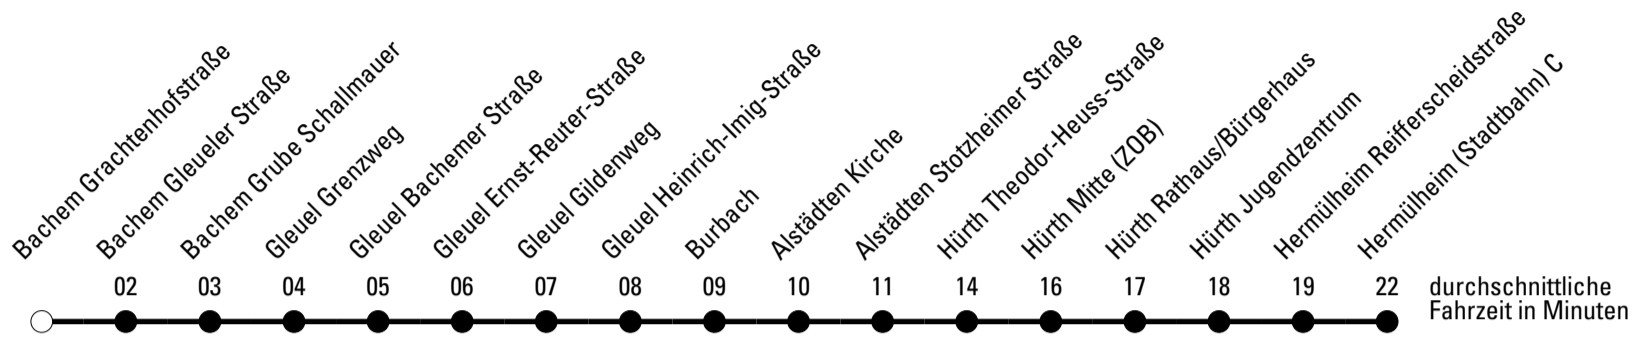 Bachem Grachtenhofstraße
Bachem Gleueler Straße
Bachem Grube Schallmauer
Gleuel Grenzweg
Gleuel Bachemer Straße
Gleuel Ernst-Reuter-Straße
Gleuel Gildenweg
Gleuel Heinrich-Imig-Straße
Burbach
Alstädten Kirche
Alstädten Stotzheimer Straße
Hürth Theodor-Heuss-Straße
Hürth Mitte (ZOB)
Hürth Rathaus/Bürgerhaus
Hürth Jugendzentrum
Hermülheim Reifferscheidstraße
Hermülheim (Stadtbahn) C
02 03 04 05 06 07 08 09 10 11 14 16 17 18 19 22 durchschnittliche
Fahrzeit in Minuten